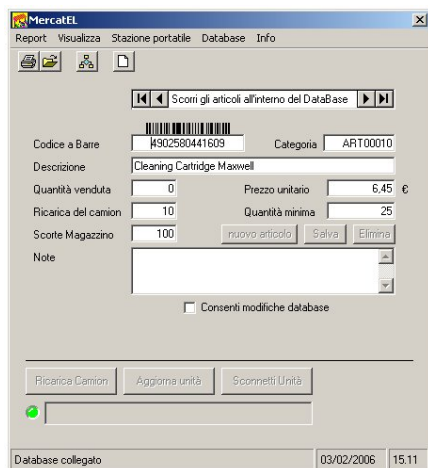 MercatEL
Report Visualizza Stazione portatile Database Info
Scorri gli articoli all'interno del DataBase
Codice a Barre 4902580441609 Categoria ART00010
Descrizione Cleaning Cartridge Maxwell
Quantità venduta 0 Prezzo unitario 6,45 €
Ricarica del camion 10 Quantità minima 25
Scorte Magazzino 100 nuovo articolo Salva Elimina
Note
Consenti modifiche database
Ricarica Camion Aggiorna unità Sconnetti Unità
Database collegato 03/02/2006 15.11